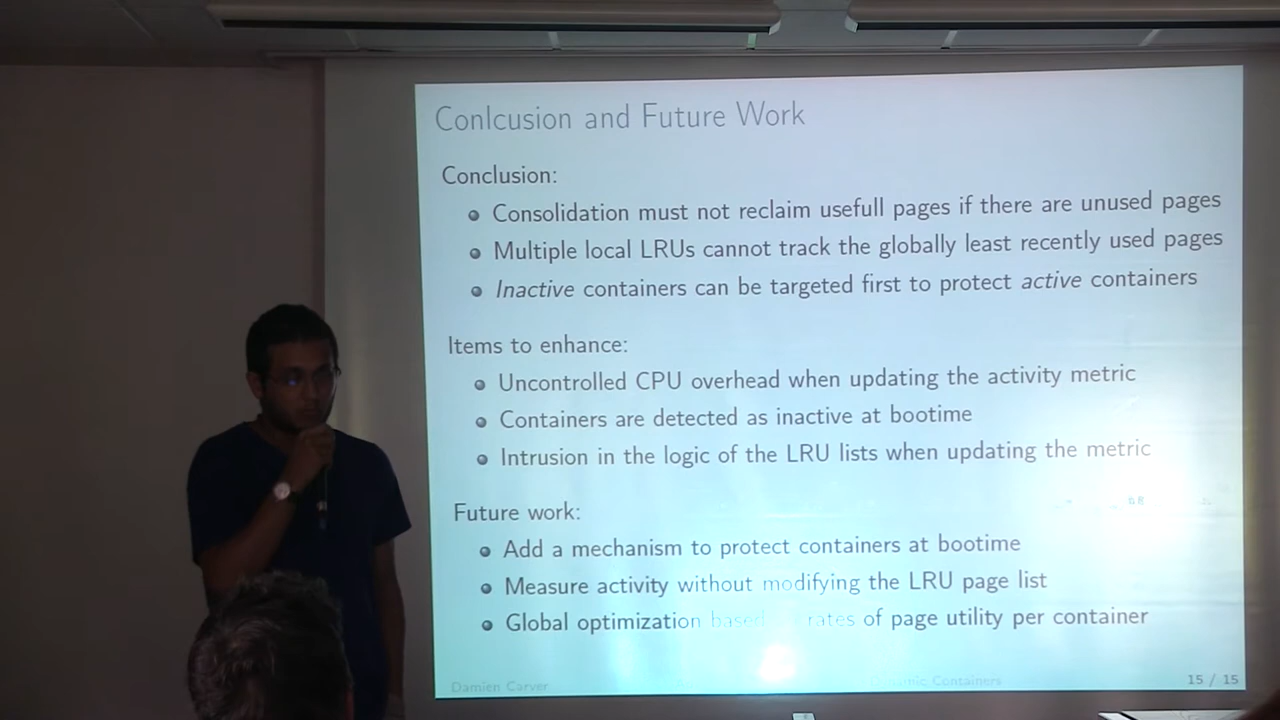 Conlcusion and Future Work
Conclusion:
Consolidation must not reclaim usefull pages if there are unused pages
Multiple local LRUs cannot track the globally least recently used pages
Inactive containers can be targeted first to protect active containers
Items to enhance:
Uncontrolled CPU overhead when updating the activity metric
Containers are detected as inactive at bootime
Intrusion in the logic of the LRU lists when updating the metric
Future work:
Add a mechanism to protect containers at bootime
Measure activity without modifying the LRU page list
Global optimization based rates of page utility per container
Damien Carver Containers 15 / 15